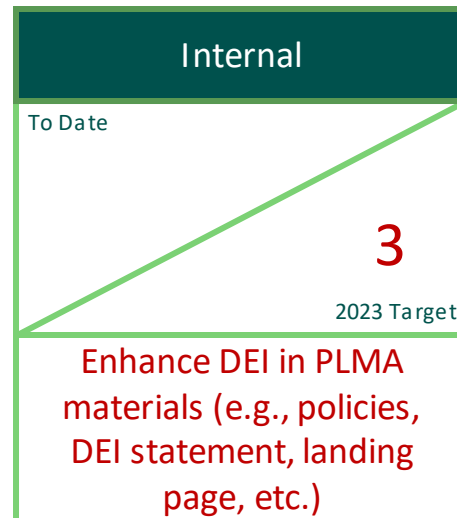 Internal
To Date
3
2023 Target
Enhance DEI in PLMA
materials (e.g., policies,
DEI statement, landing
page, etc.)